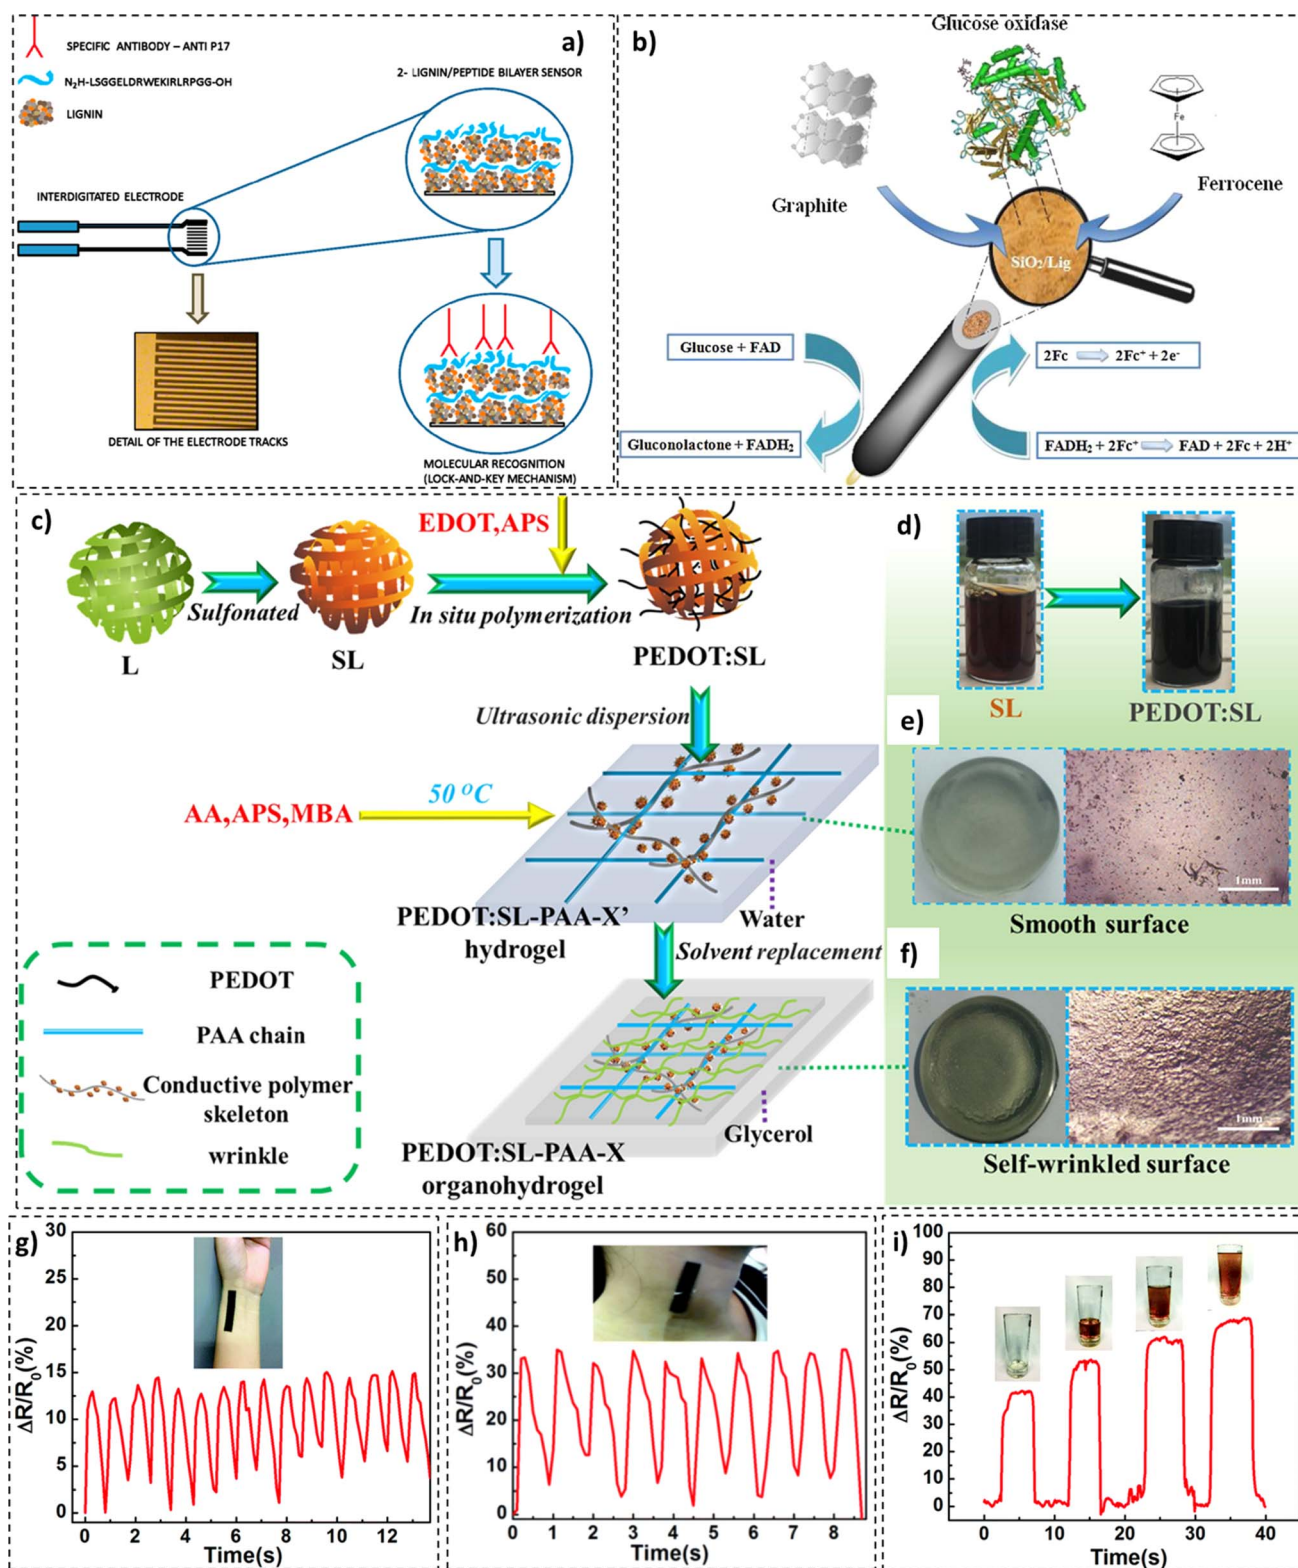 a)
SPECIFIC ANTIBODY – ANTI P17
N₂H-LSGGELDRWEKIRLRPGG-OH
LIGNIN
2- LIGNIN/PEPTIDE BILAYER SENSOR
INTERDIGITATED ELECTRODE
DETAIL OF THE ELECTRODE TRACKS
MOLECULAR RECOGNITION
(LOCK-AND-KEY MECHANISM)
b)
Glucose oxidase
Fe
Graphite
Ferrocene
SiO₂/Lig
Glucose + FAD
2Fc 2Fc⁺ + 2e⁻
Gluconolactone + FADH₂
FADH₂ + 2Fc⁺ FAD + 2Fc + 2H⁺
c)
EDOT,APS
Sulfonated
In situ polymerization
L
SL
PEDOT:SL
Ultrasonic dispersion
AA,APS,MBA
50 °C
PEDOT:SL-PAA-X'
hydrogel
Water
Solvent replacement
PEDOT
PAA chain
Conductive polymer
skeleton
wrinkle
Glycerol
PEDOT:SL-PAA-X
organohydrogel
d)
SL
PEDOT:SL
e)
1mm
Smooth surface
f)
1mm
Self-wrinkled surface
g)
ΔR/R₀(%)
30
25
20
15
10
5
0
0 2 4 6 8 10 12
Time(s)
h)
ΔR/R₀(%)
60
50
40
30
20
10
0
0 1 2 3 4 5 6 7 8
Time(s)
i)
ΔR/R₀(%)
100
90
80
70
60
50
40
30
20
10
0
0 10 20 30 40
Time(s)